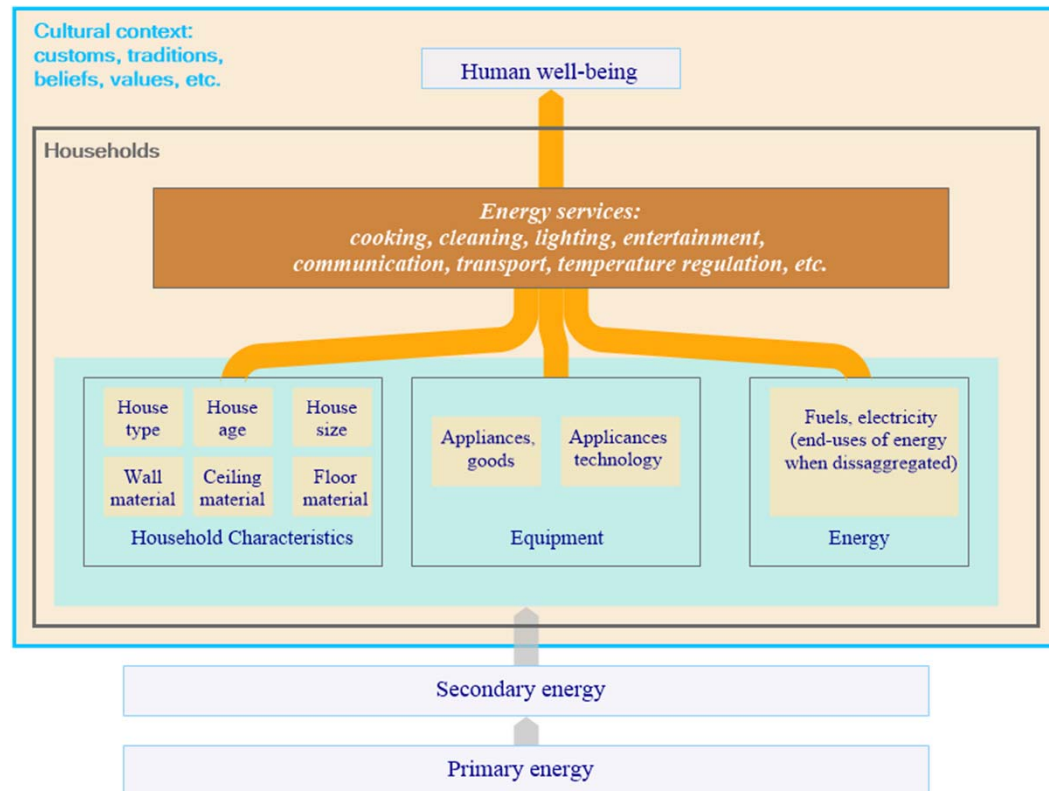 Cultural context:
customs, traditions,
beliefs, values, etc.
Human well-being
Households
Energy services:
cooking, cleaning, lighting, entertainment,
communication, transport, temperature regulation, etc.
House
type
House
age
House
size
Wall
material
Ceiling
material
Floor
material
Household Characteristics
Appliances,
goods
Applicances
technology
Equipment
Fuels, electricity
(end-uses of energy
when dissaggregated)
Energy
Secondary energy
Primary energy